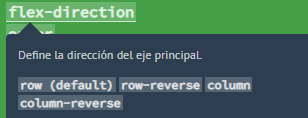 flex-direction
Define la dirección del eje principal.
row (default) row-reverse column
column-reverse